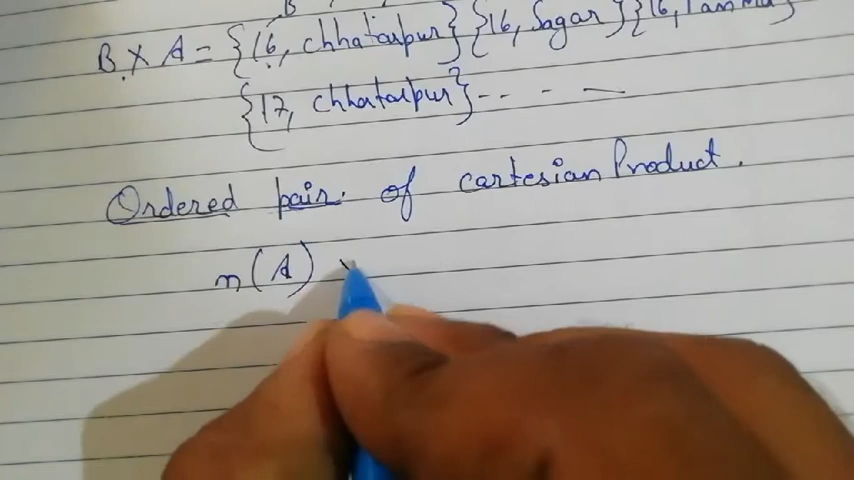 B
B × A = {16, chhatarpur} {16, Sagar} {16,
{17, chhatarpur} - - - —
Ordered pair. of cartesian Product.
n(A)